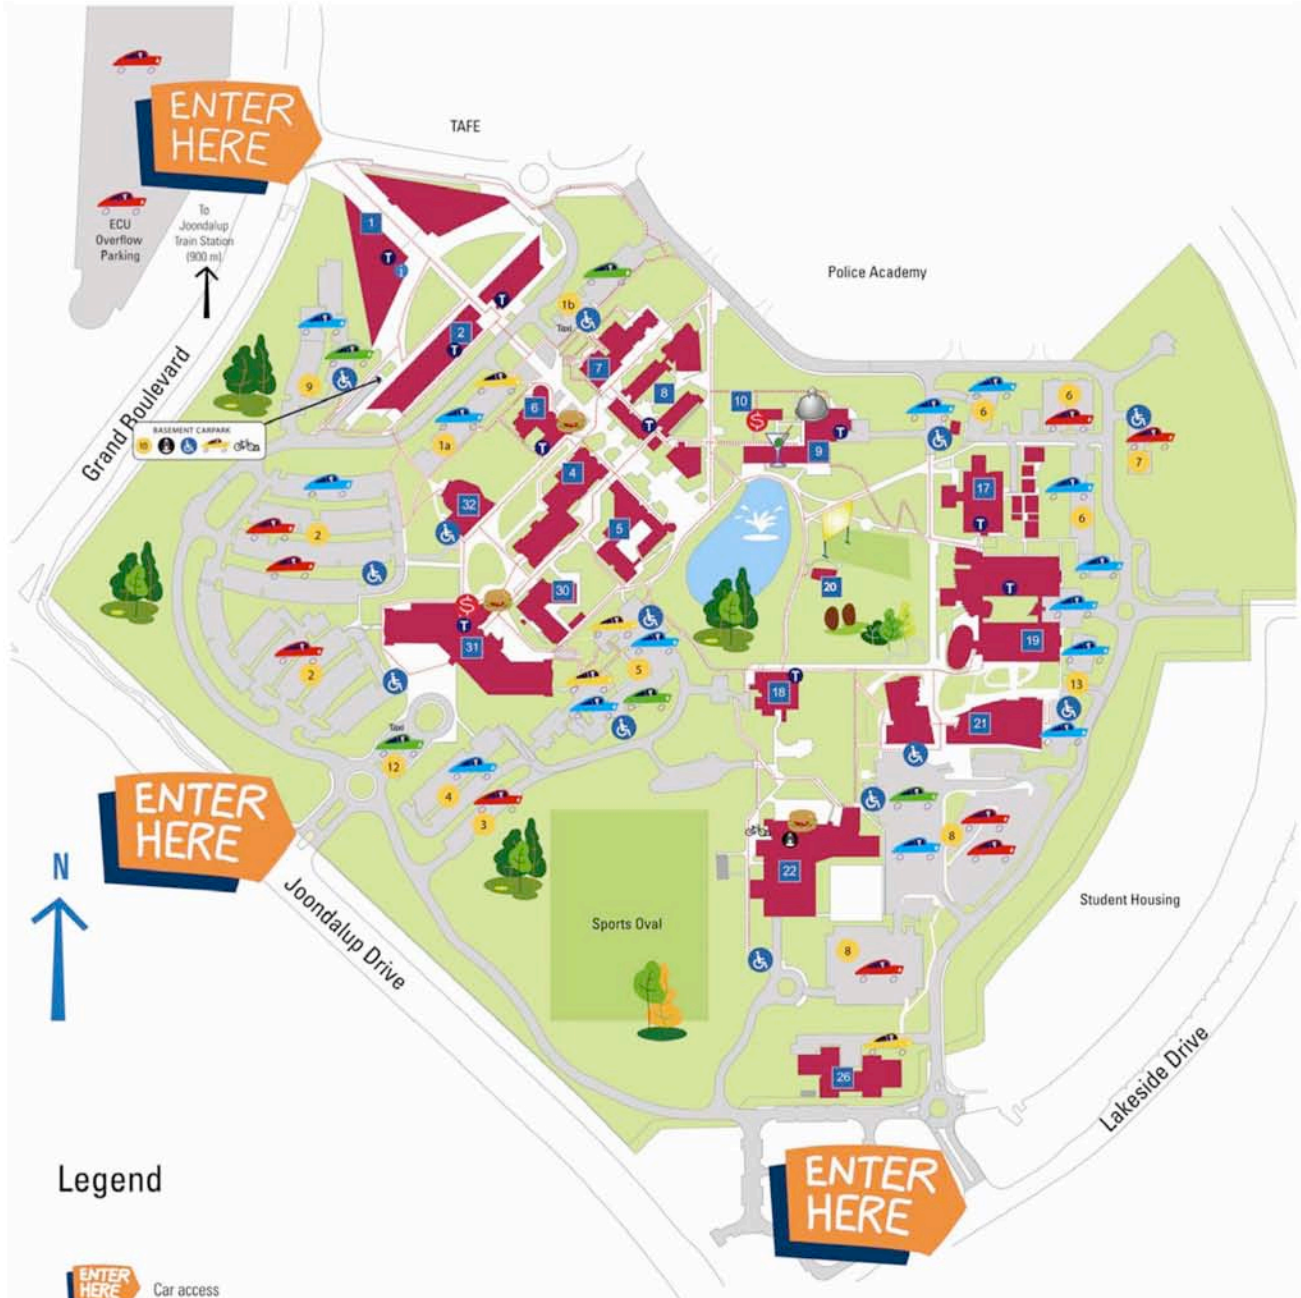 ENTER
HERE
TAFE
To
Joondalup
Train Station
(900 m)
ECU
Overflow
Parking
1
T
i
Police Academy
T
1b
Taxi
2
T
7
9
8
6
10
$
6
6
Grand Boulevard
BASEMENT CARPARK
10
1a
T
T
T
9
7
4
17
32
6
2
5
T
30
20
T
$
T
31
19
2
5
T
18
13
21
Taxi
12
4
3
ENTER
HERE
8
22
N
Joondalup Drive
Sports Oval
Student Housing
8
Lakeside Drive
26
ENTER
HERE
Legend
ENTER
HERE
Car access